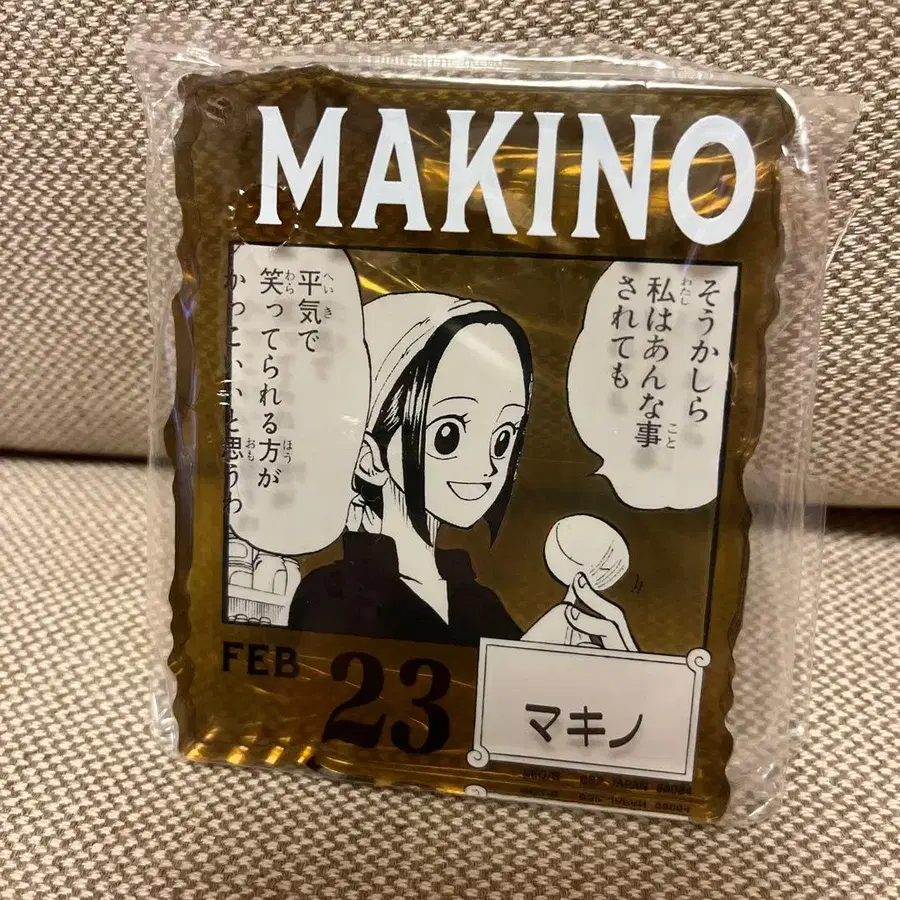 MAKINO
そうかしら
私はあんな事
されても
平気で
笑ってられる方が
かっこいいと思うわ
FEB 23
マキノ